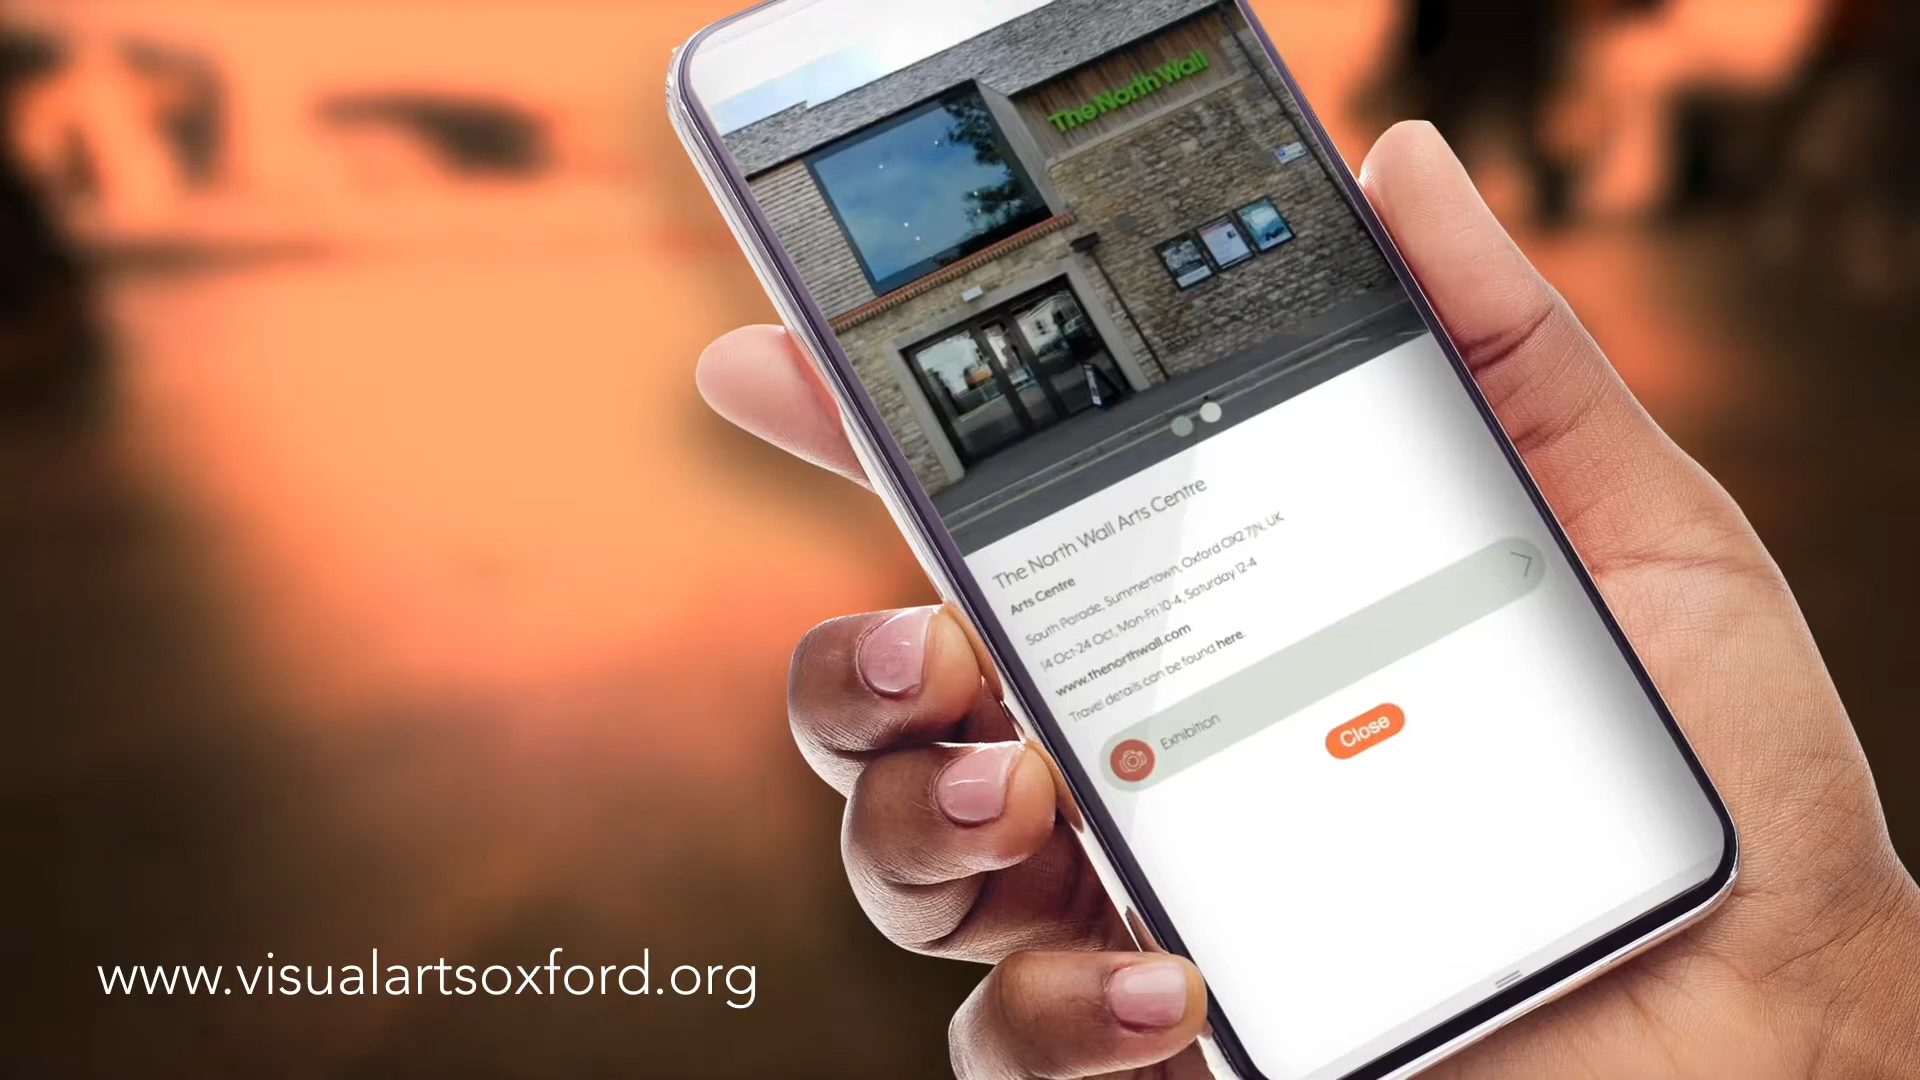 The North Wall
The North Wall Arts Centre
Arts Centre
South Parade, Summertown, Oxford OX2 7JN, UK
14 Oct-24 Oct, Mon-Fri 10-4, Saturday 12-4
www.thenorthwall.com
Travel details can be found here.
Exhibition
Close
www.visualartsoxford.org